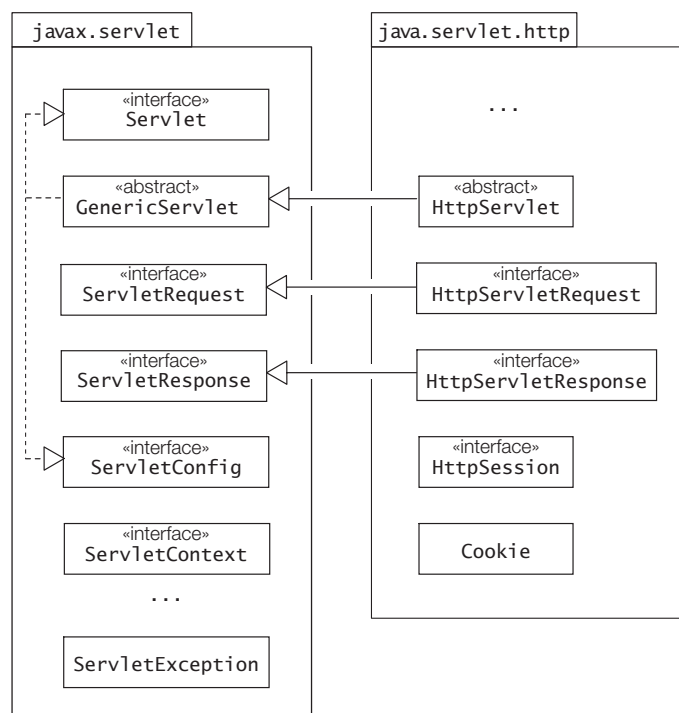 javax.servlet
«interface»
Servlet
«abstract»
GenericServlet
«interface»
ServletRequest
«interface»
ServletResponse
«interface»
ServletConfig
«interface»
ServletContext
...
ServletException
java.servlet.http
...
«abstract»
HttpServlet
«interface»
HttpServletRequest
«interface»
HttpServletResponse
«interface»
HttpSession
Cookie